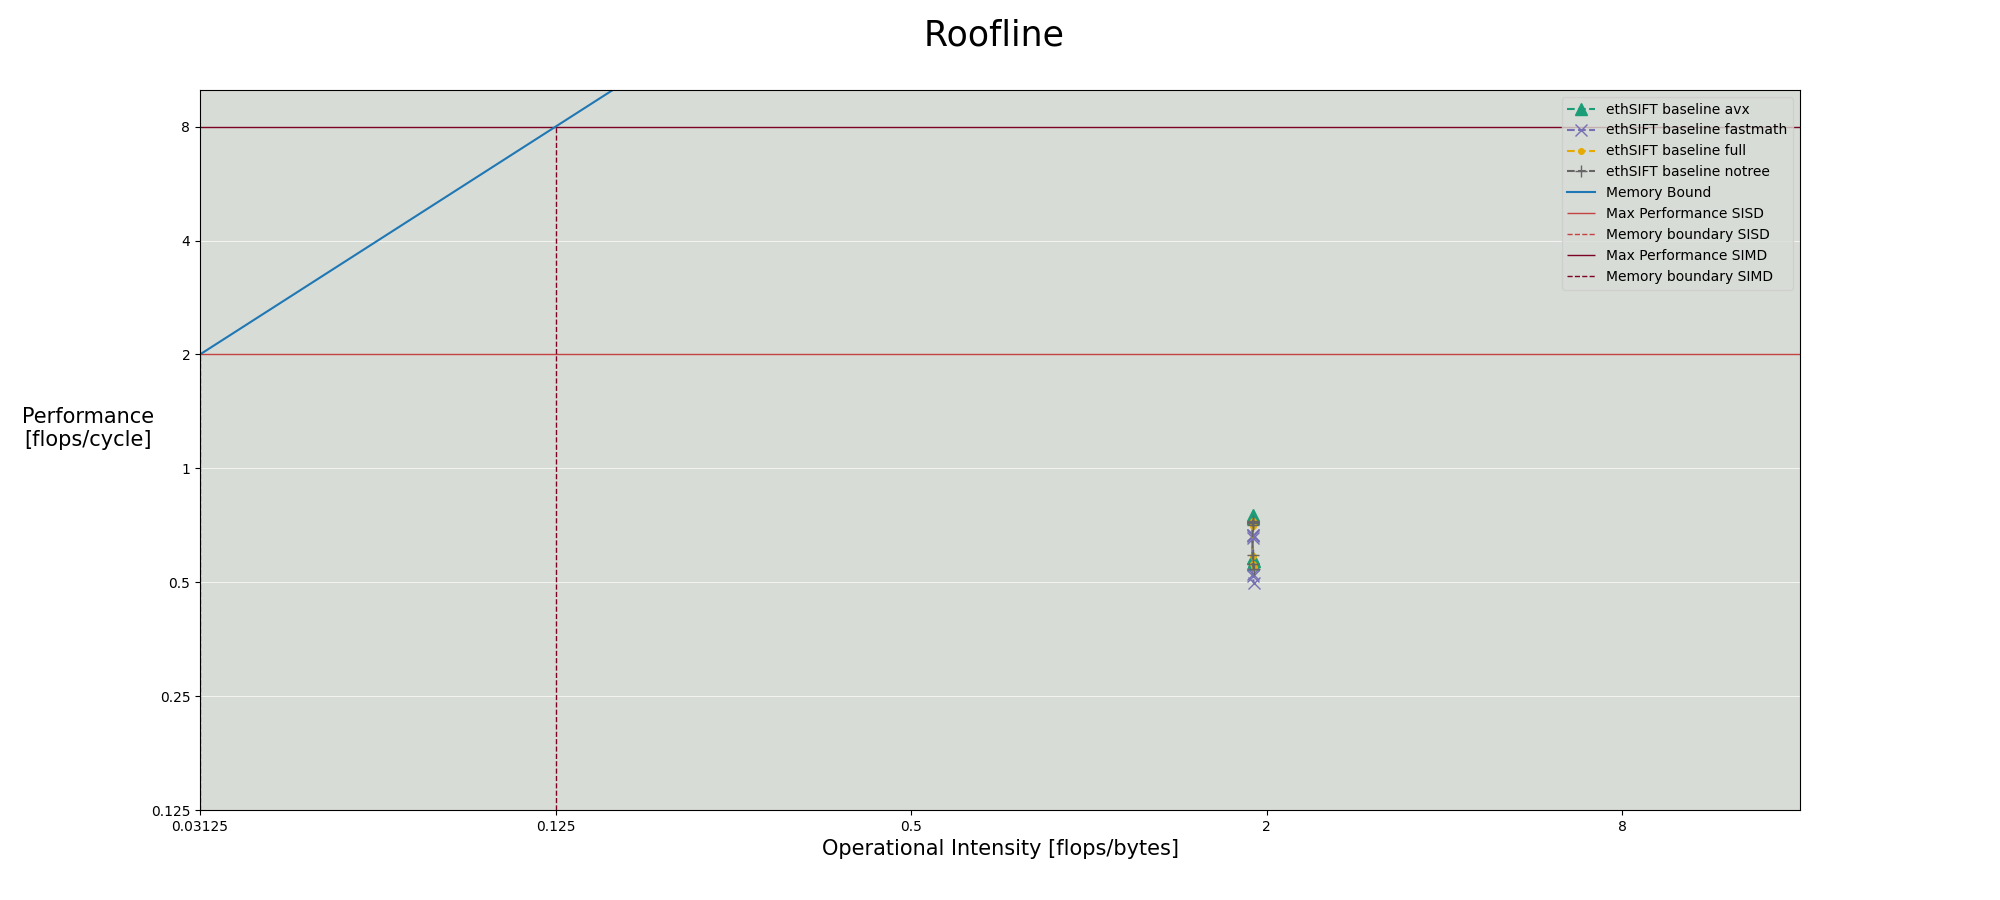 Roofline
ethSIFT baseline avx
ethSIFT baseline fastmath
ethSIFT baseline full
ethSIFT baseline notree
Memory Bound
Max Performance SISD
Memory boundary SISD
Max Performance SIMD
Memory boundary SIMD
8
4
2
1
0.5
0.25
0.125
Performance
[flops/cycle]
0.03125
0.125
0.5
2
8
Operational Intensity [flops/bytes]